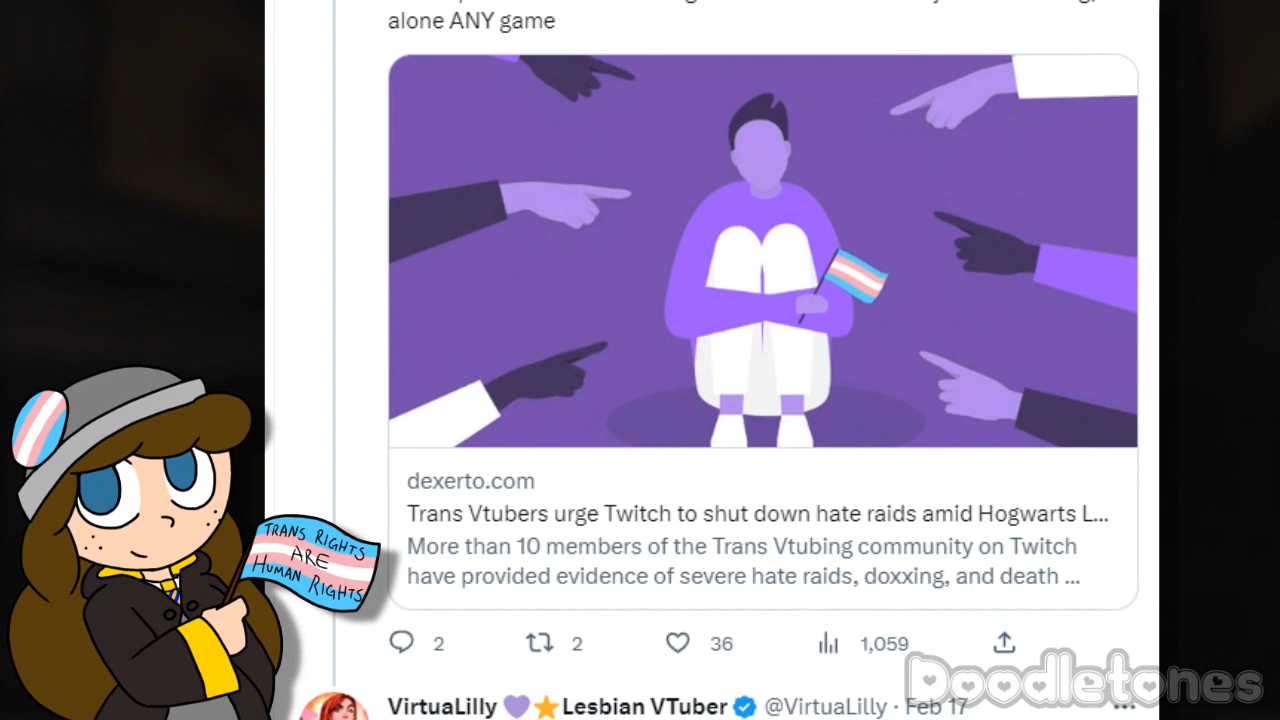 alone ANY game
dexerto.com
Trans Vtubers urge Twitch to shut down hate raids amid Hogwarts L...
More than 10 members of the Trans Vtubing community on Twitch
have provided evidence of severe hate raids, doxxing, and death ...
TRANS RIGHTS
ARE
HUMAN RIGHTS
2
2
36
1,059
Doodletones
VirtuaLilly 💜⭐Lesbian VTuber @VirtuaLilly · Feb 17